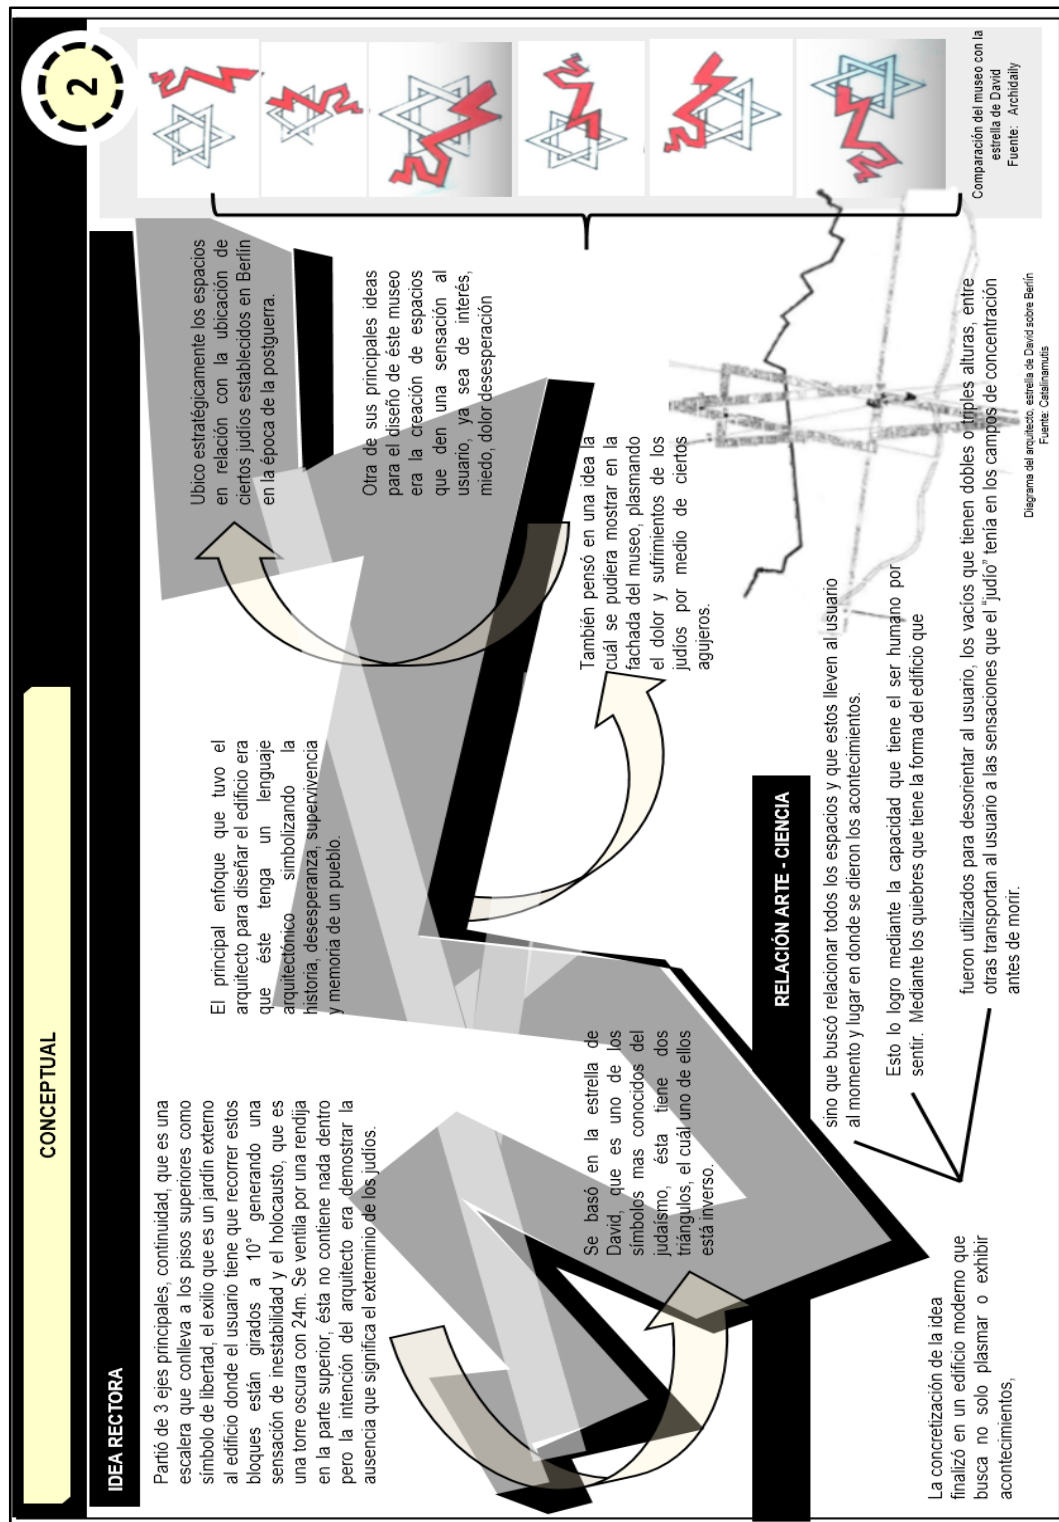 CONCEPTUAL
2
IDEA RECTORA
Partió de 3 ejes principales, continuidad, que es una
escalera que conlleva a los pisos superiores como
símbolo de libertad, el exilio que es un jardín externo
al edificio donde el usuario tiene que recorrer estos
bloques están girados a 10° generando una
sensación de inestabilidad y el holocausto, que es
una torre oscura con 24m. Se ventila por una rendija
en la parte superior, ésta no contiene nada dentro
pero la intención del arquitecto era demostrar la
ausencia que significa el exterminio de los judíos.
Se basó en la estrella de
David, que es uno de los
símbolos mas conocidos del
judaísmo, ésta tiene dos
triángulos, el cuál uno de ellos
está inverso.
El principal enfoque que tuvo el
arquitecto para diseñar el edificio era
que éste tenga un lenguaje
arquitectónico simbolizando la
historia, desesperanza, supervivencia
y memoria de un pueblo.
También pensó en una idea la
cuál se pudiera mostrar en la
fachada del museo, plasmando
el dolor y sufrimientos de los
judíos por medio de ciertos
agujeros.
Ubico estratégicamente los espacios
en relación con la ubicación de
ciertos judíos establecidos en Berlín
en la época de la postguerra.
Otra de sus principales ideas
para el diseño de éste museo
era la creación de espacios
que den una sensación al
usuario, ya sea de interés,
miedo, dolor desesperación
Comparación del museo con la
estrella de David
Fuente: Archidaily
RELACIÓN ARTE - CIENCIA
La concretización de la idea
finalizó en un edificio moderno que
busca no solo plasmar o exhibir
acontecimientos,
sino que buscó relacionar todos los espacios y que estos lleven al usuario
al momento y lugar en donde se dieron los acontecimientos.
Esto lo logro mediante la capacidad que tiene el ser humano por
sentir. Mediante los quiebres que tiene la forma del edificio que
fueron utilizados para desorientar al usuario, los vacíos que tienen dobles o triples alturas, entre
otras transportan al usuario a las sensaciones que el "judío" tenía en los campos de concentración
antes de morir.
Diagrama del arquitecto, estrella de David sobre Berlín
Fuente: Catalinamutis